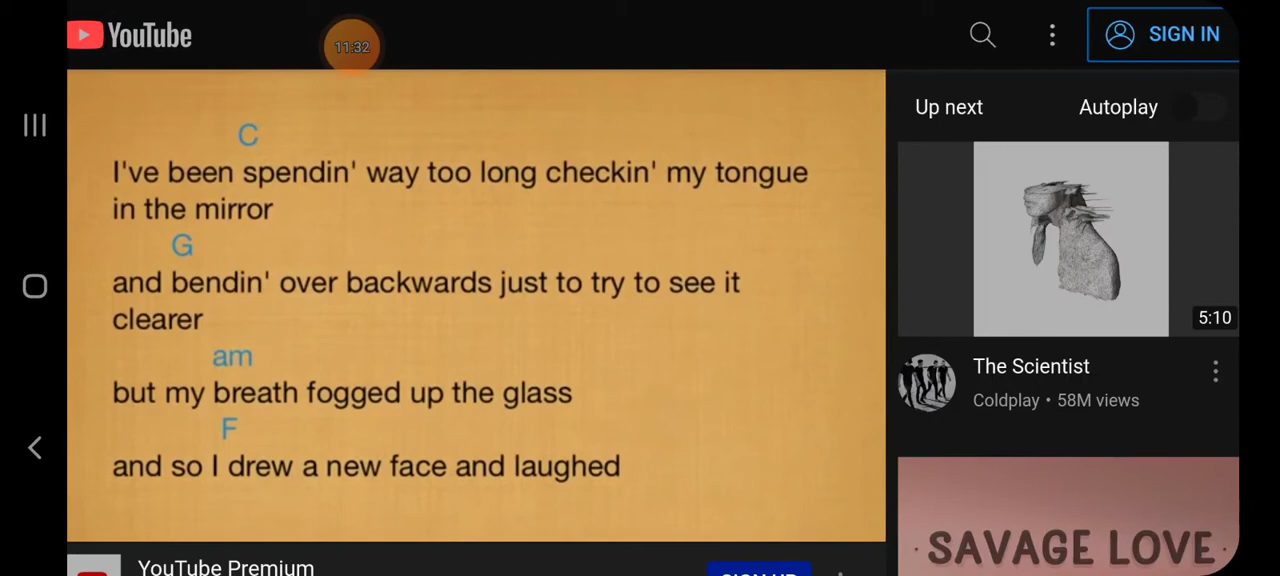 YouTube
11:32
SIGN IN
C
I've been spendin' way too long checkin' my tongue
in the mirror
G
and bendin' over backwards just to try to see it
clearer
am
but my breath fogged up the glass
F
and so I drew a new face and laughed
Up next
Autoplay
5:10
The Scientist
Coldplay • 58M views
· SAVAGE LOVE ·
YouTube Premium
SIGN UP